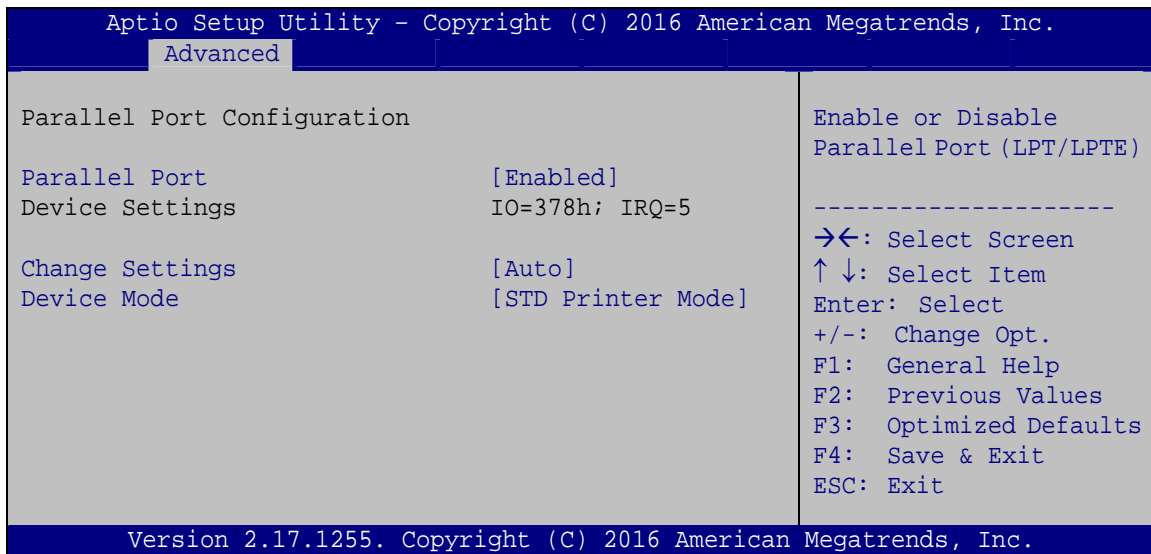 Aptio Setup Utility – Copyright (C) 2016 American Megatrends, Inc.
Advanced
Parallel Port Configuration
Parallel Port [Enabled]
Device Settings IO=378h; IRQ=5
Change Settings [Auto]
Device Mode [STD Printer Mode]
Enable or Disable
Parallel Port (LPT/LPTE)
---------------------
→←: Select Screen
↑ ↓: Select Item
Enter: Select
+/-: Change Opt.
F1: General Help
F2: Previous Values
F3: Optimized Defaults
F4: Save & Exit
ESC: Exit
Version 2.17.1255. Copyright (C) 2016 American Megatrends, Inc.